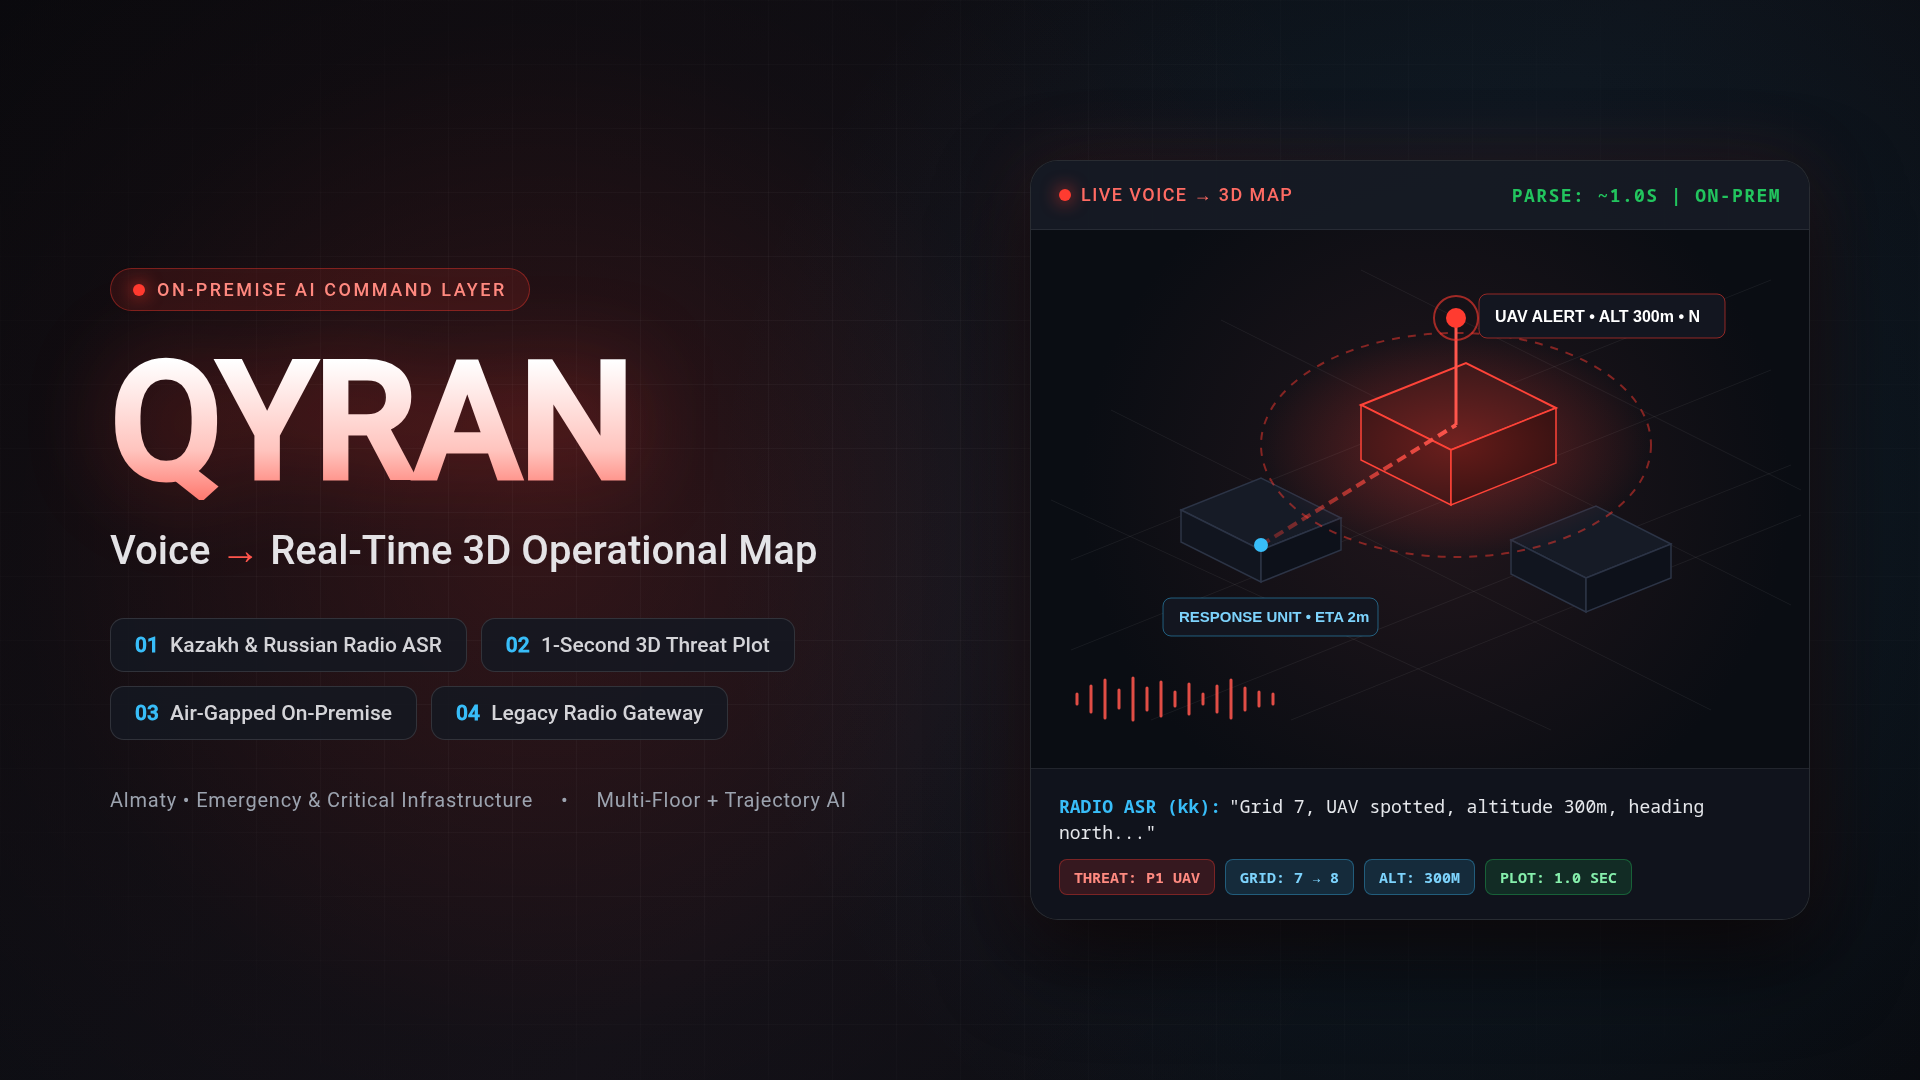 ON-PREMISE AI COMMAND LAYER
QYRAN
Voice → Real-Time 3D Operational Map
01 Kazakh & Russian Radio ASR
02 1-Second 3D Threat Plot
03 Air-Gapped On-Premise
04 Legacy Radio Gateway
Almaty • Emergency & Critical Infrastructure • Multi-Floor + Trajectory AI
LIVE VOICE → 3D MAP
PARSE: ~1.0S | ON-PREM
UAV ALERT • ALT 300m • N
RESPONSE UNIT • ETA 2m
RADIO ASR (kk): "Grid 7, UAV spotted, altitude 300m, heading
north..."
THREAT: P1 UAV
GRID: 7 → 8
ALT: 300M
PLOT: 1.0 SEC